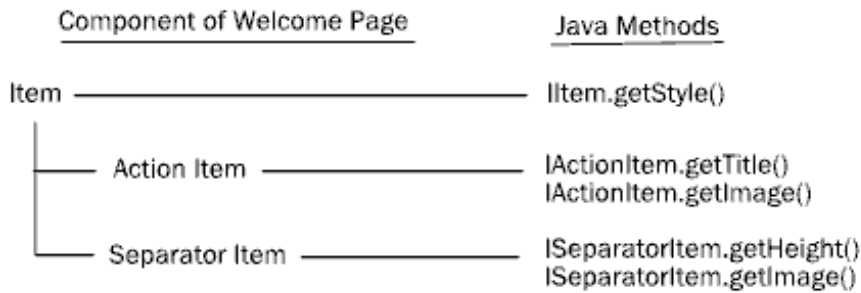 Component of Welcome Page Java Methods
Item IItem.getStyle()
Action Item IActionItem.getTitle()
IActionItem.getImage()
Separator Item ISeparatorItem.getHeight()
ISeparatorItem.getImage()